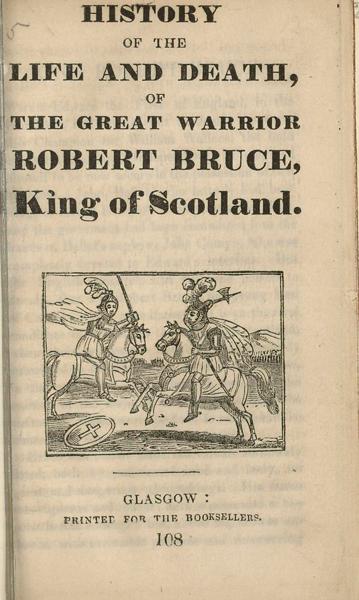 5
HISTORY
OF THE
LIFE AND DEATH,
OF
THE GREAT WARRIOR
ROBERT BRUCE,
King of Scotland.
GLASGOW:
PRINTED FOR THE BOOKSELLERS.
108